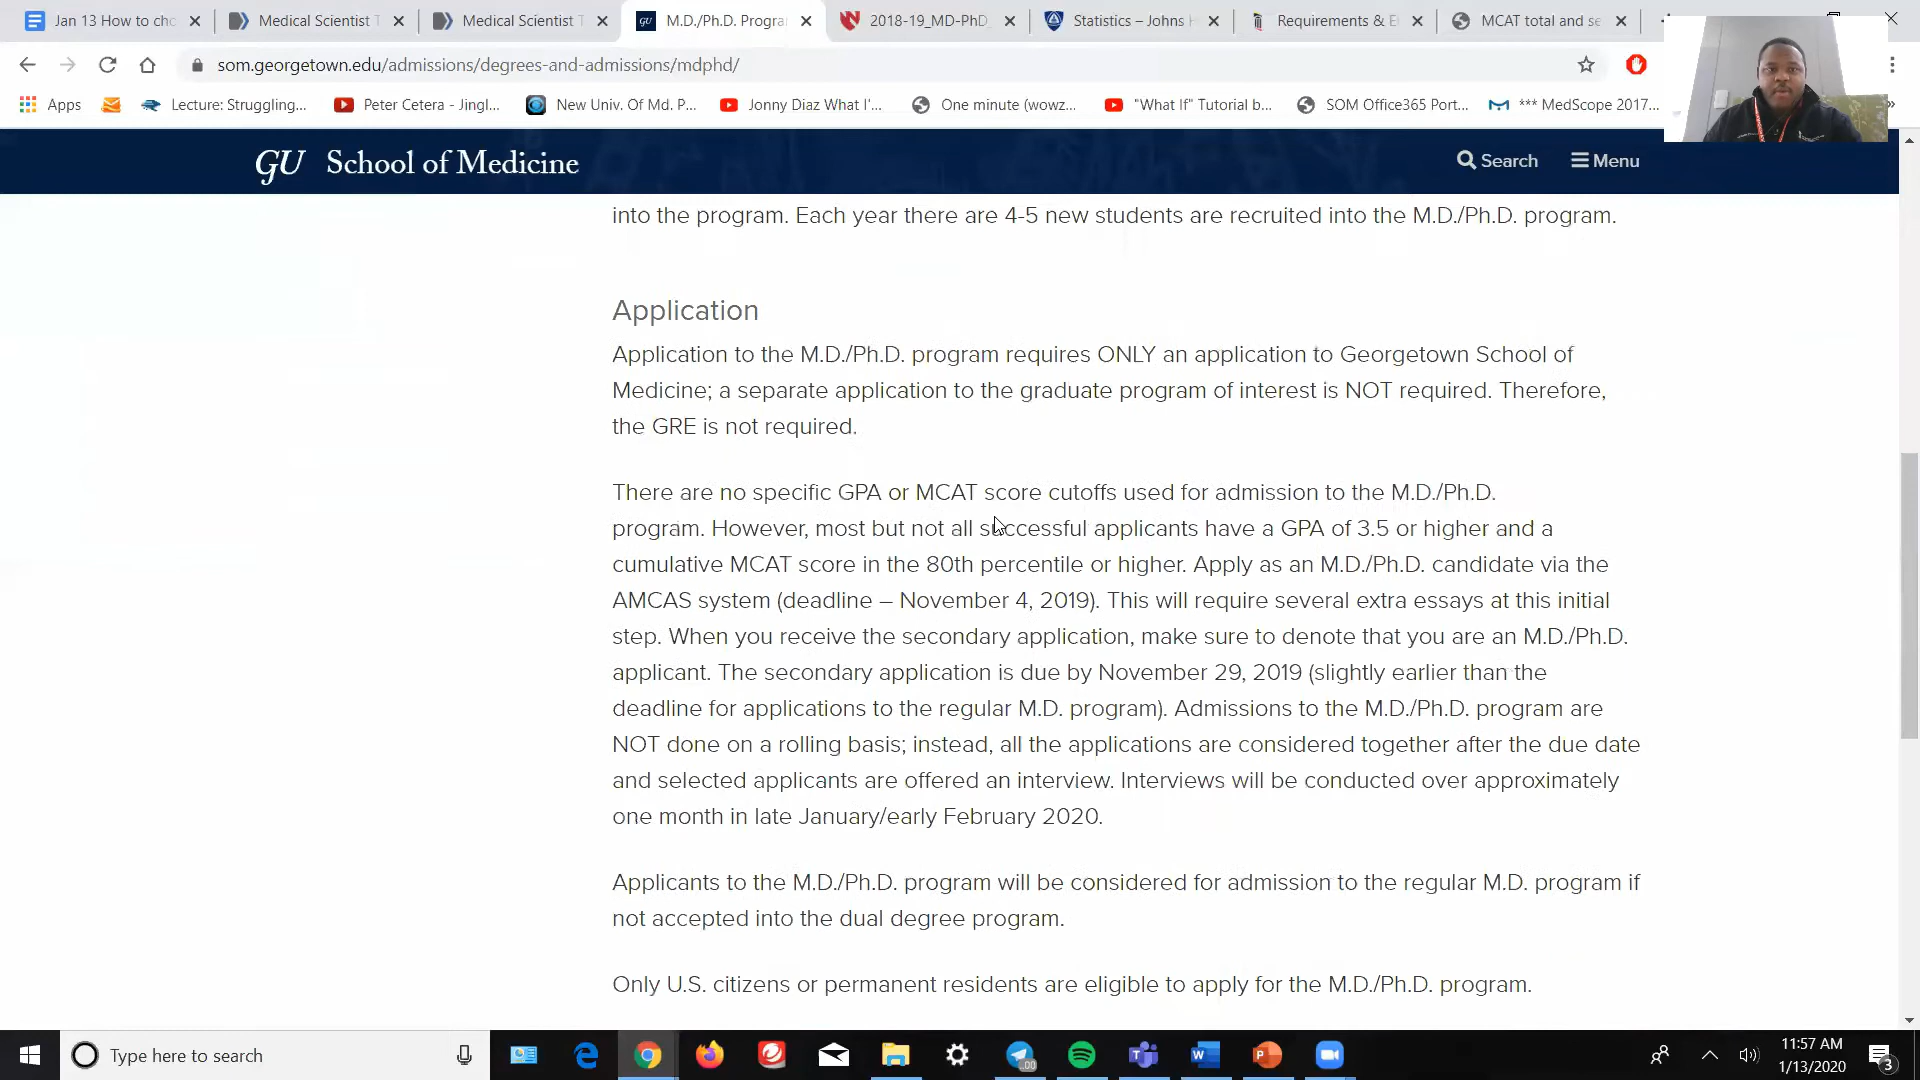 Jan 13 How to cho
Medical Scientist T
Medical Scientist T
M.D./Ph.D. Progra
2018-19_MD-PhD_
Statistics – Johns H
Requirements & E
MCAT total and se
som.georgetown.edu/admissions/degrees-and-admissions/mdphd/
Apps
Lecture: Struggling...
Peter Cetera - Jingl...
New Univ. Of Md. P...
Jonny Diaz What I'...
One minute (wowz...
"What If" Tutorial b...
SOM Office365 Port...
*** MedScope 2017...
GU School of Medicine
Search
Menu
into the program. Each year there are 4-5 new students are recruited into the M.D./Ph.D. program.
Application
Application to the M.D./Ph.D. program requires ONLY an application to Georgetown School of
Medicine; a separate application to the graduate program of interest is NOT required. Therefore,
the GRE is not required.
There are no specific GPA or MCAT score cutoffs used for admission to the M.D./Ph.D.
program. However, most but not all successful applicants have a GPA of 3.5 or higher and a
cumulative MCAT score in the 80th percentile or higher. Apply as an M.D./Ph.D. candidate via the
AMCAS system (deadline – November 4, 2019). This will require several extra essays at this initial
step. When you receive the secondary application, make sure to denote that you are an M.D./Ph.D.
applicant. The secondary application is due by November 29, 2019 (slightly earlier than the
deadline for applications to the regular M.D. program). Admissions to the M.D./Ph.D. program are
NOT done on a rolling basis; instead, all the applications are considered together after the due date
and selected applicants are offered an interview. Interviews will be conducted over approximately
one month in late January/early February 2020.
Applicants to the M.D./Ph.D. program will be considered for admission to the regular M.D. program if
not accepted into the dual degree program.
Only U.S. citizens or permanent residents are eligible to apply for the M.D./Ph.D. program.
Type here to search
11:57 AM
1/13/2020
3